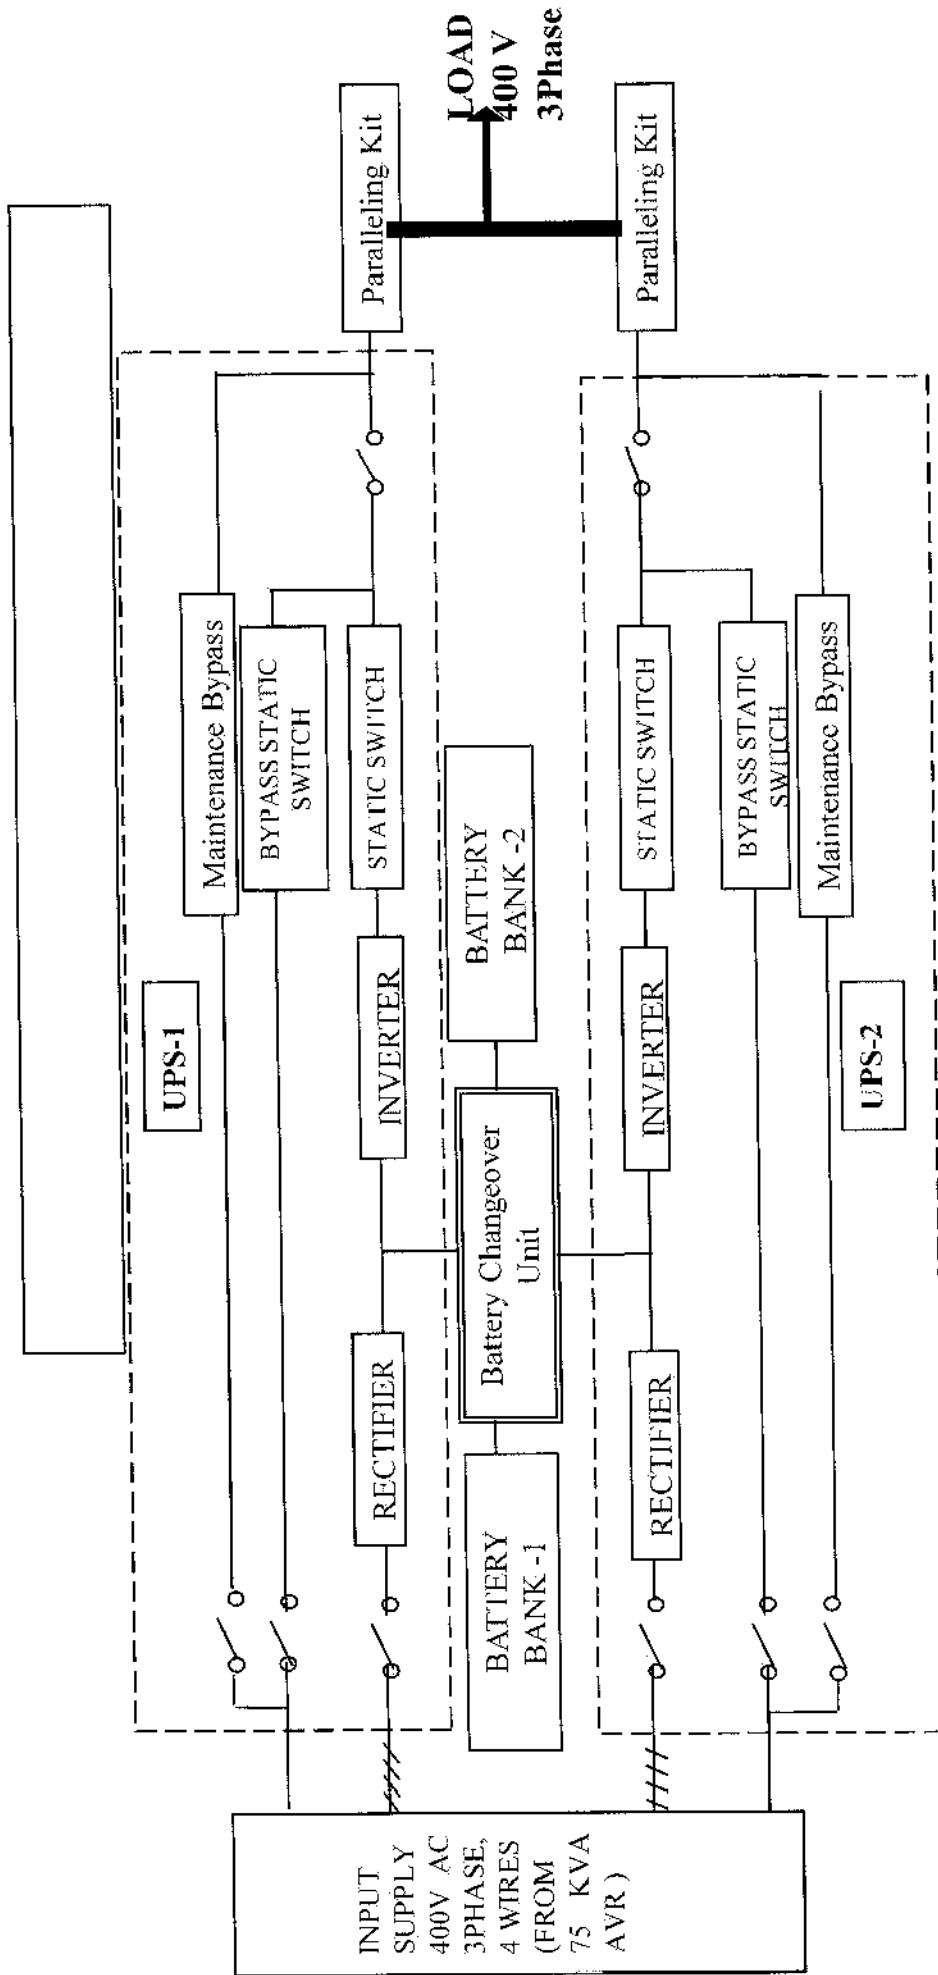 INPUT
SUPPLY
400V AC
3PHASE,
4 WIRES
(FROM
75 KVA
AVR )
UPS-1
Maintenance Bypass
BYPASS STATIC
SWITCH
RECTIFIER
INVERTER
STATIC SWITCH
Paralleling Kit
BATTERY
BANK -1
Battery Changeover
Unit
BATTERY
BANK -2
LOAD
400 V
3Phase
RECTIFIER
INVERTER
STATIC SWITCH
Paralleling Kit
BYPASS STATIC
SWITCH
Maintenance Bypass
UPS-2